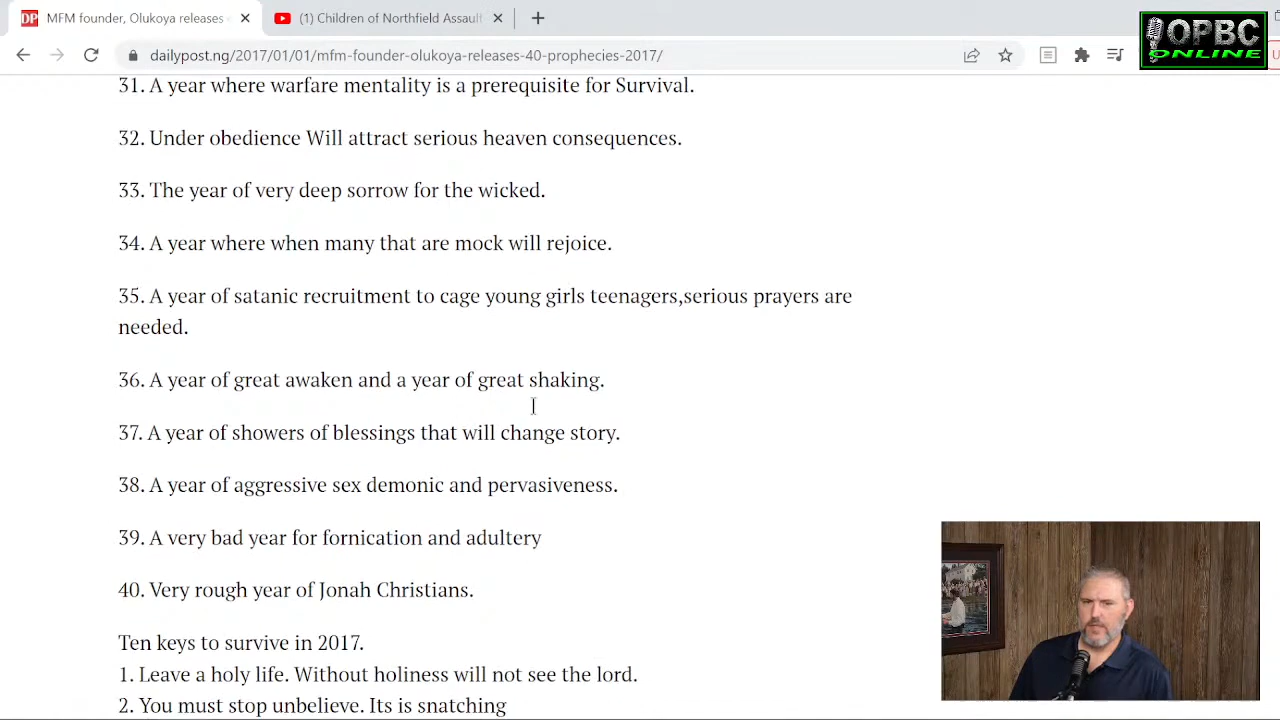 MFM founder, Olukoya releases
(1) Children of Northfield Assault
OPBC
ONLINE
dailypost.ng/2017/01/01/mfm-founder-olukoya-releases-40-prophecies-2017/
31. A year where warfare mentality is a prerequisite for Survival.
32. Under obedience Will attract serious heaven consequences.
33. The year of very deep sorrow for the wicked.
34. A year where when many that are mock will rejoice.
35. A year of satanic recruitment to cage young girls teenagers,serious prayers are
needed.
36. A year of great awaken and a year of great shaking.
37. A year of showers of blessings that will change story.
38. A year of aggressive sex demonic and pervasiveness.
39. A very bad year for fornication and adultery
40. Very rough year of Jonah Christians.
Ten keys to survive in 2017.
1. Leave a holy life. Without holiness will not see the lord.
2. You must stop unbelieve. Its is snatching